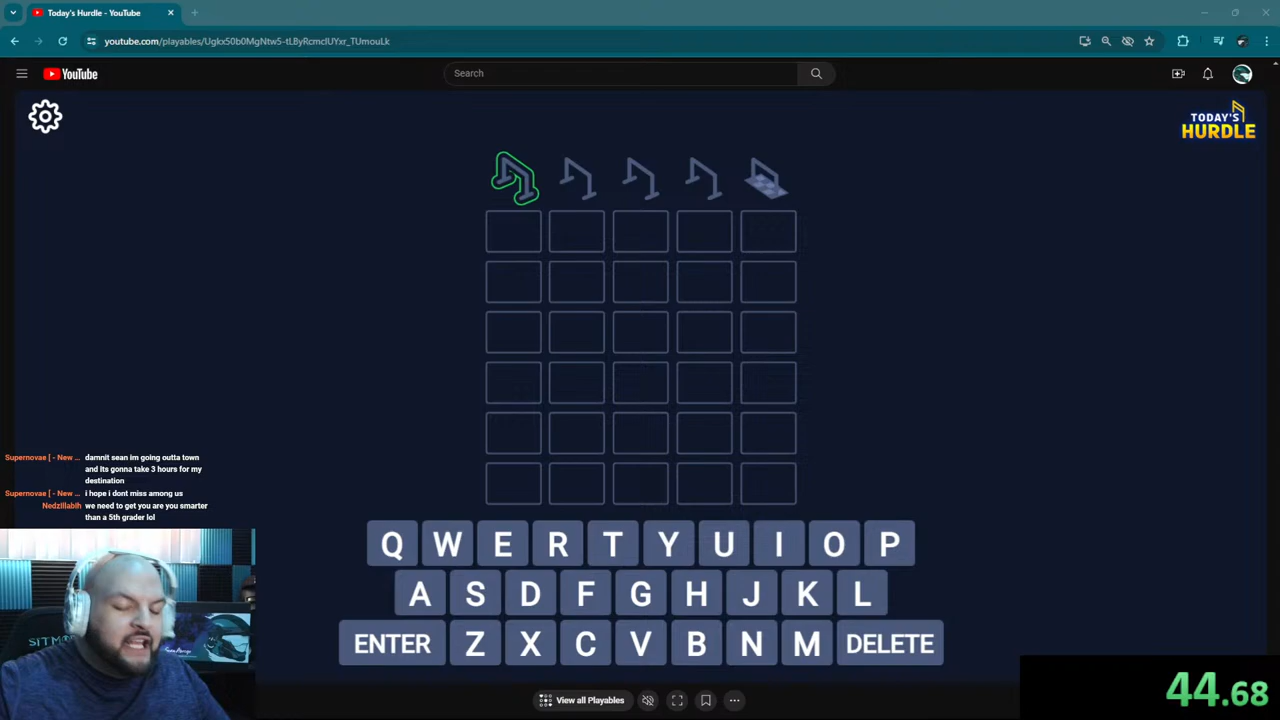 Today's Hurdle - YouTube
youtube.com/playables/Ugkx50b0MgNtw5-tLByRcmclUYxr_TUmouLk
YouTube
Search
TODAY'S
HURDLE
Supernovae [ - New ... damnit sean im going outta town
and Its gonna take 3 hours for my
destination
Supernovae [ - New ... i hope i dont miss among us
Nedzillablh we need to get you are you smarter
than a 5th grader lol
Q W E R T Y U I O P
A S D F G H J K L
ENTER Z X C V B N M DELETE
View all Playables
44.68